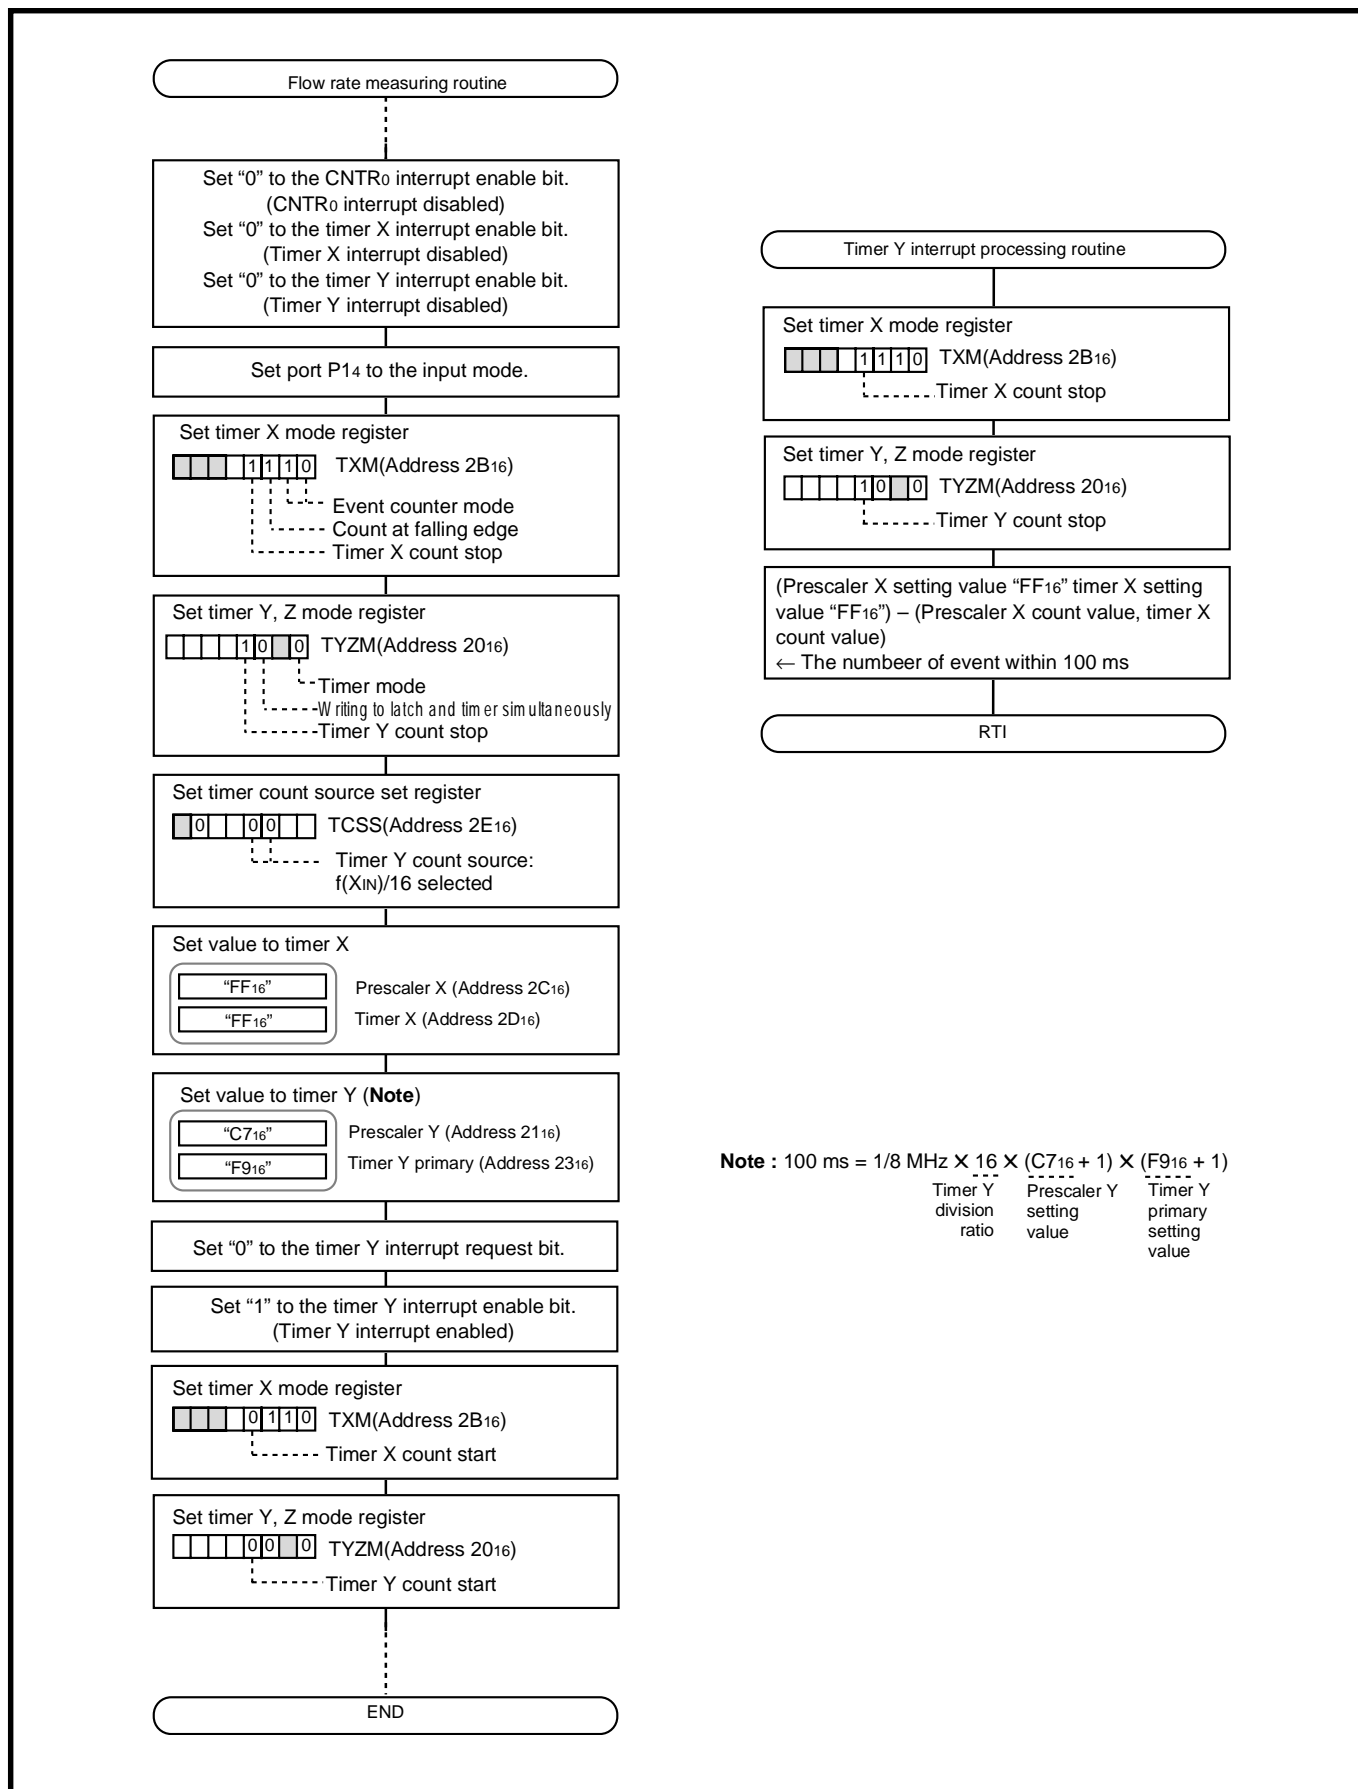 Flow rate measuring routine
Set “0” to the CNTR0 interrupt enable bit.
(CNTR0 interrupt disabled)
Set “0” to the timer X interrupt enable bit.
(Timer X interrupt disabled)
Set “0” to the timer Y interrupt enable bit.
(Timer Y interrupt disabled)
Set port P14 to the input mode.
Set timer X mode register
1 1 1 0 TXM(Address 2B16)
Event counter mode
Count at falling edge
Timer X count stop
Set timer Y, Z mode register
1 0 0 TYZM(Address 2016)
Timer mode
Writing to latch and timer simultaneously
Timer Y count stop
Set timer count source set register
0 0 0 TCSS(Address 2E16)
Timer Y count source:
f(XIN)/16 selected
Set value to timer X
“FF16” Prescaler X (Address 2C16)
“FF16” Timer X (Address 2D16)
Set value to timer Y (Note)
“C716” Prescaler Y (Address 2116)
“F916” Timer Y primary (Address 2316)
Set “0” to the timer Y interrupt request bit.
Set “1” to the timer Y interrupt enable bit.
(Timer Y interrupt enabled)
Set timer X mode register
0 1 1 0 TXM(Address 2B16)
Timer X count start
Set timer Y, Z mode register
0 0 0 TYZM(Address 2016)
Timer Y count start
END
Timer Y interrupt processing routine
Set timer X mode register
1 1 1 0 TXM(Address 2B16)
Timer X count stop
Set timer Y, Z mode register
1 0 0 TYZM(Address 2016)
Timer Y count stop
(Prescaler X setting value “FF16” timer X setting
value “FF16”) – (Prescaler X count value, timer X
count value)
← The numbeer of event within 100 ms
RTI
Note : 100 ms = 1/8 MHz × 16 × (C716 + 1) × (F916 + 1)
Timer Y Prescaler Y Timer Y
division setting primary
ratio value setting
value